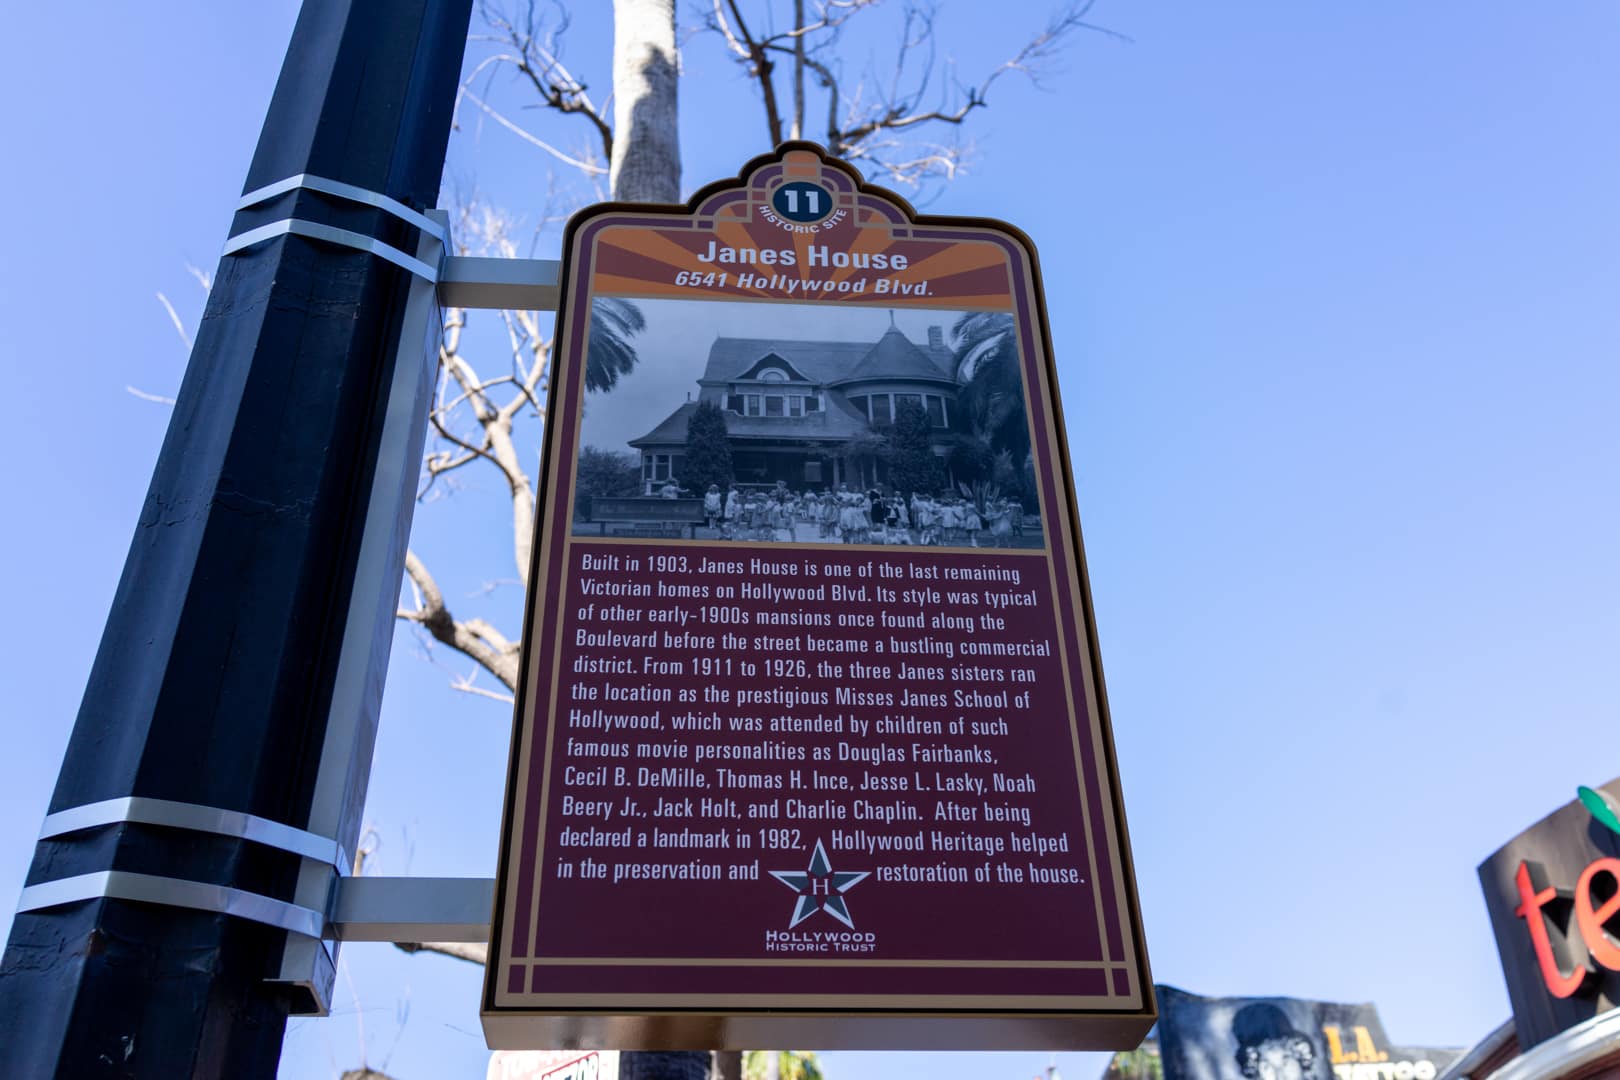 11
HISTORIC SITE
Janes House
6541 Hollywood Blvd.
Built in 1903, Janes House is one of the last remaining
Victorian homes on Hollywood Blvd. Its style was typical
of other early-1900s mansions once found along the
Boulevard before the street became a bustling commercial
district. From 1911 to 1926, the three Janes sisters ran
the location as the prestigious Misses Janes School of
Hollywood, which was attended by children of such
famous movie personalities as Douglas Fairbanks,
Cecil B. DeMille, Thomas H. Ince, Jesse L. Lasky, Noah
Beery Jr., Jack Holt, and Charlie Chaplin. After being
declared a landmark in 1982, Hollywood Heritage helped
in the preservation and restoration of the house.
H
HOLLYWOOD
HISTORIC TRUST
te
L.A.
TATTOO